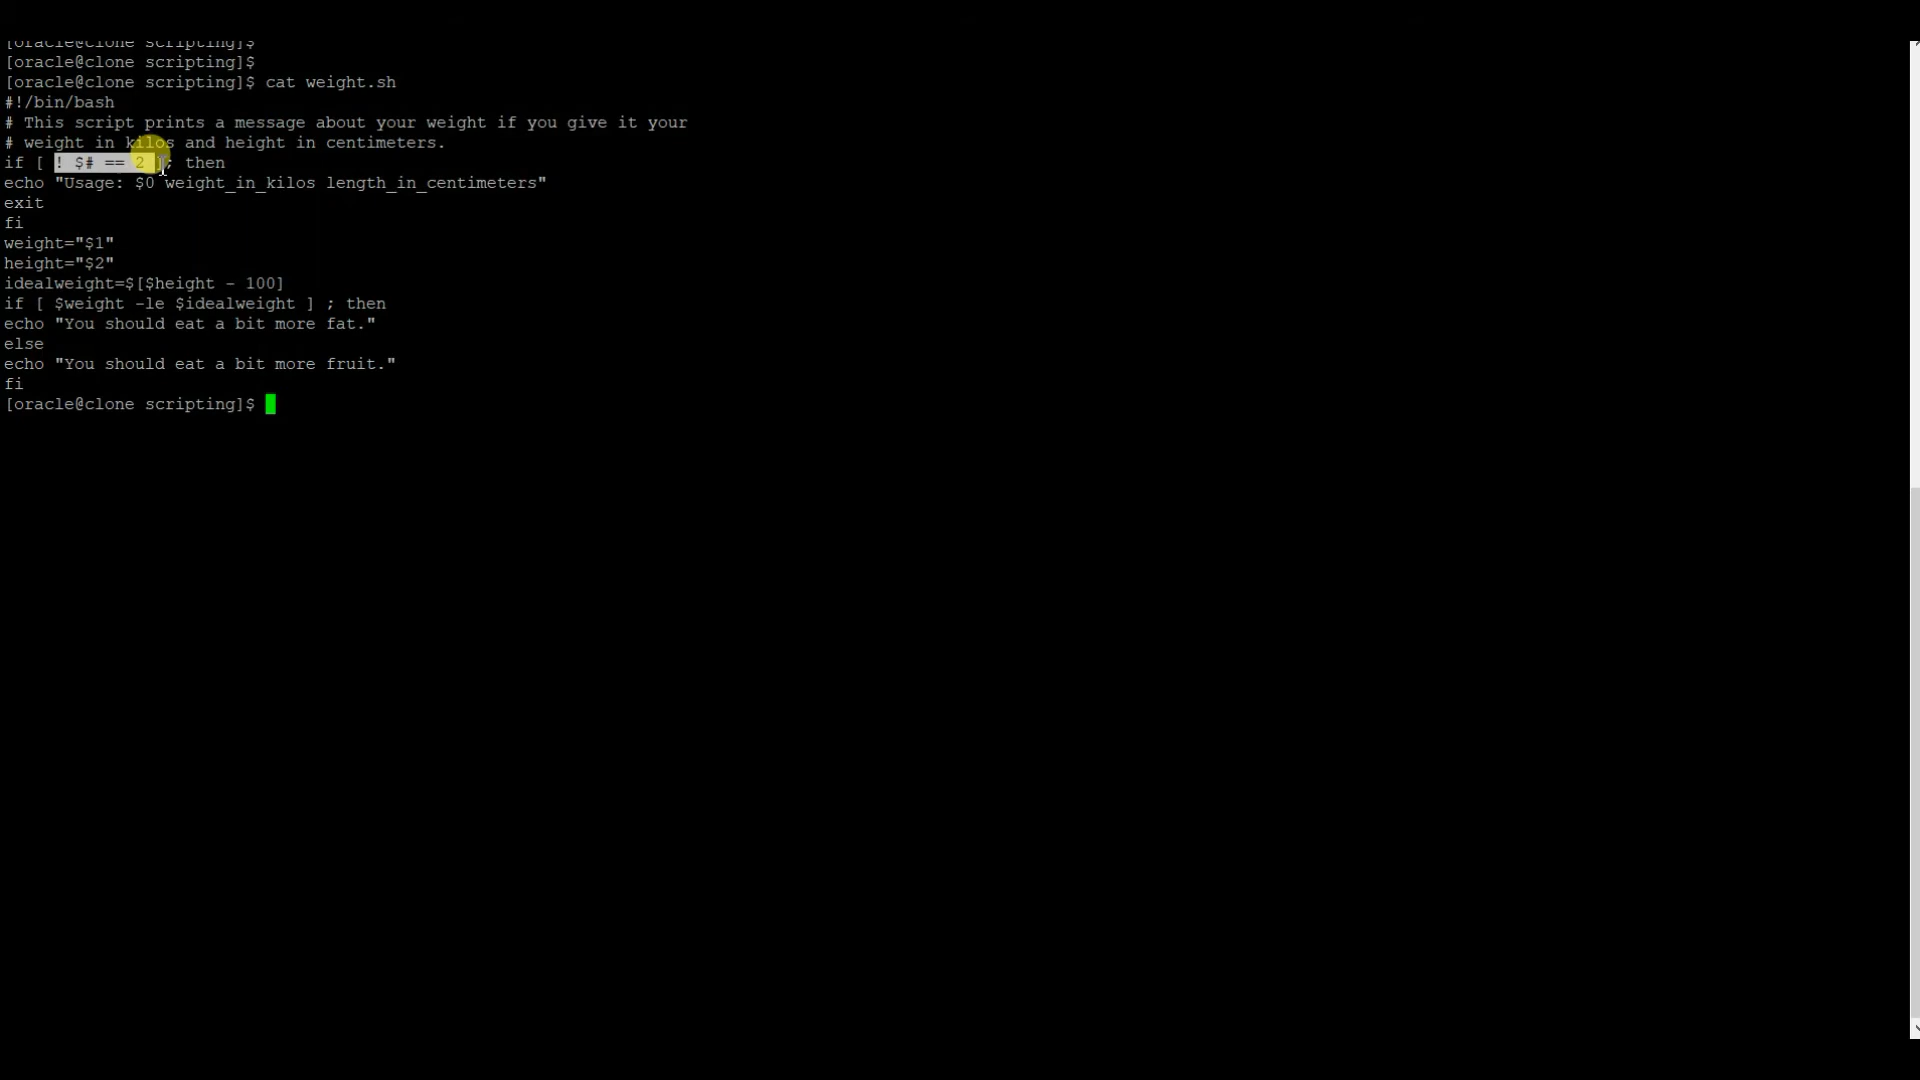 [oracle@clone scripting]$
[oracle@clone scripting]$
[oracle@clone scripting]$ cat weight.sh
#!/bin/bash
# This script prints a message about your weight if you give it your
# weight in kilos and height in centimeters.
if [ ! $# == 2 ]; then
echo "Usage: $0 weight_in_kilos length_in_centimeters"
exit
fi
weight="$1"
height="$2"
idealweight=$[$height - 100]
if [ $weight -le $idealweight ] ; then
echo "You should eat a bit more fat."
else
echo "You should eat a bit more fruit."
fi
[oracle@clone scripting]$